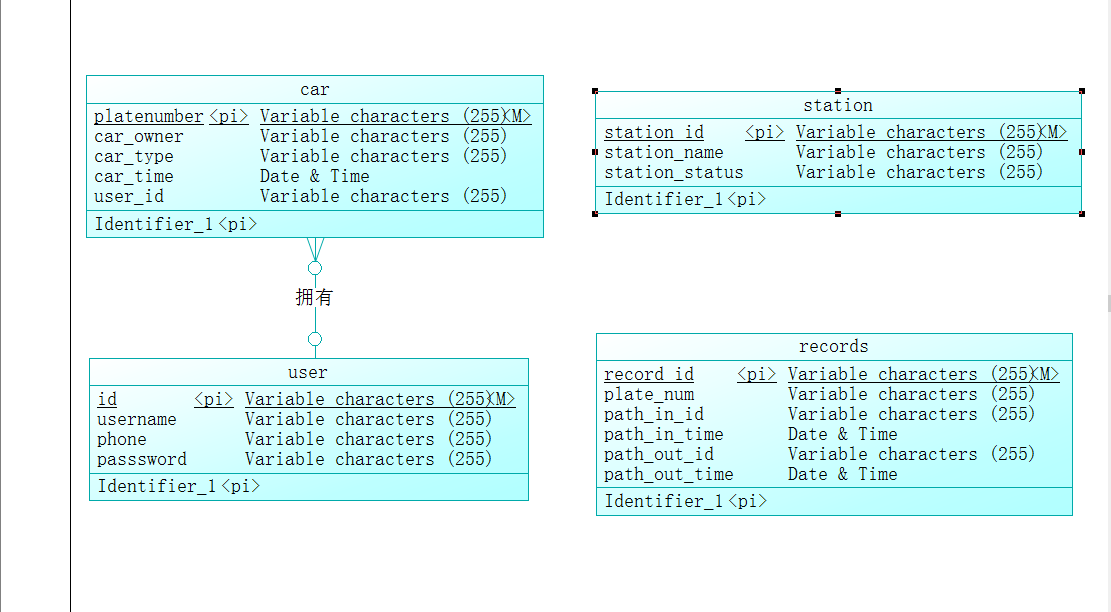 car
platenumber <pi> Variable characters (255) <M>
car_owner Variable characters (255)
car_type Variable characters (255)
car_time Date & Time
user_id Variable characters (255)
Identifier_1 <pi>
拥有
user
id <pi> Variable characters (255) <M>
username Variable characters (255)
phone Variable characters (255)
passsword Variable characters (255)
Identifier_1 <pi>
station
station_id <pi> Variable characters (255) <M>
station_name Variable characters (255)
station_status Variable characters (255)
Identifier_1 <pi>
records
record_id <pi> Variable characters (255) <M>
plate_num Variable characters (255)
path_in_id Variable characters (255)
path_in_time Date & Time
path_out_id Variable characters (255)
path_out_time Date & Time
Identifier_1 <pi>